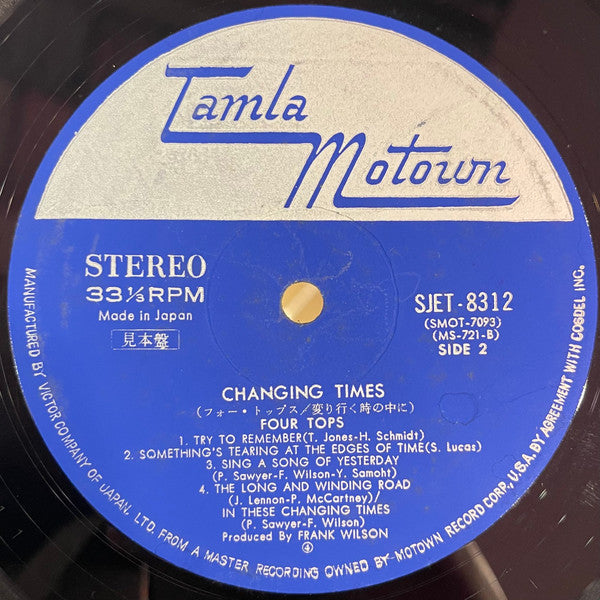 Tamla
Motown
STEREO
33⅓RPM
Made in Japan
見本盤
SJET-8312
(SMOT-7093)
(MS-721-B)
SIDE 2
CHANGING TIMES
(フォー・トップス/変り行く時の中に)
FOUR TOPS
1. TRY TO REMEMBER(T. Jones-H. Schmidt)
2. SOMETHING'S TEARING AT THE EDGES OF TIME(S. Lucas)
3. SING A SONG OF YESTERDAY
(P. Sawyer-F. Wilson-Y. Samoht)
4. THE LONG AND WINDING ROAD
(J. Lennon-P. McCartney)/
IN THESE CHANGING TIMES
(P. Sawyer-F. Wilson)
Produced By FRANK WILSON
④
MANUFACTURED BY VICTOR COMPANY OF JAPAN, LTD. FROM A MASTER RECORDING OWNED BY MOTOWN RECORD CORP., U.S.A. BY AGREEMENT WITH COSDEL INC.